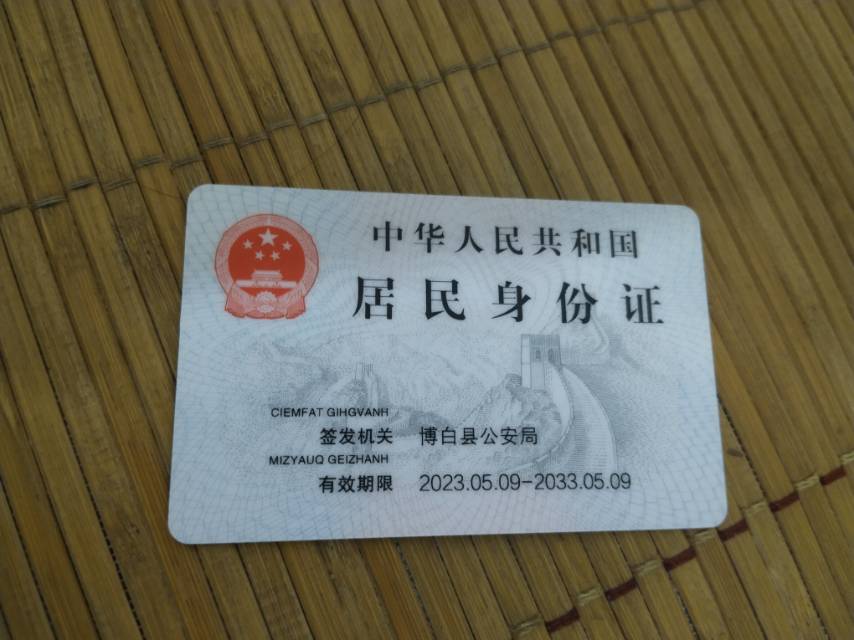 中华人民共和国
居民身份证
CIEMFAT GIHGVANH
签发机关 博白县公安局
MIZYAUQ GEIZHANH
有效期限 2023.05.09-2033.05.09